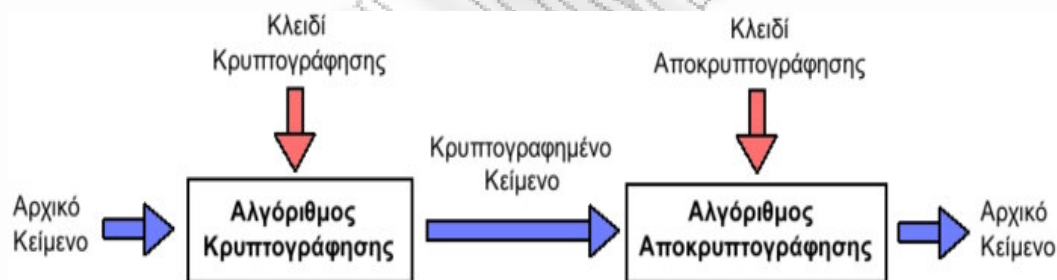 Κλειδί
Κρυπτογράφησης
Κλειδί
Αποκρυπτογράφησης
Αρχικό
Κείμενο
Αλγόριθμος
Κρυπτογράφησης
Κρυπτογραφημένο
Κείμενο
Αλγόριθμος
Αποκρυπτογράφησης
Αρχικό
Κείμενο